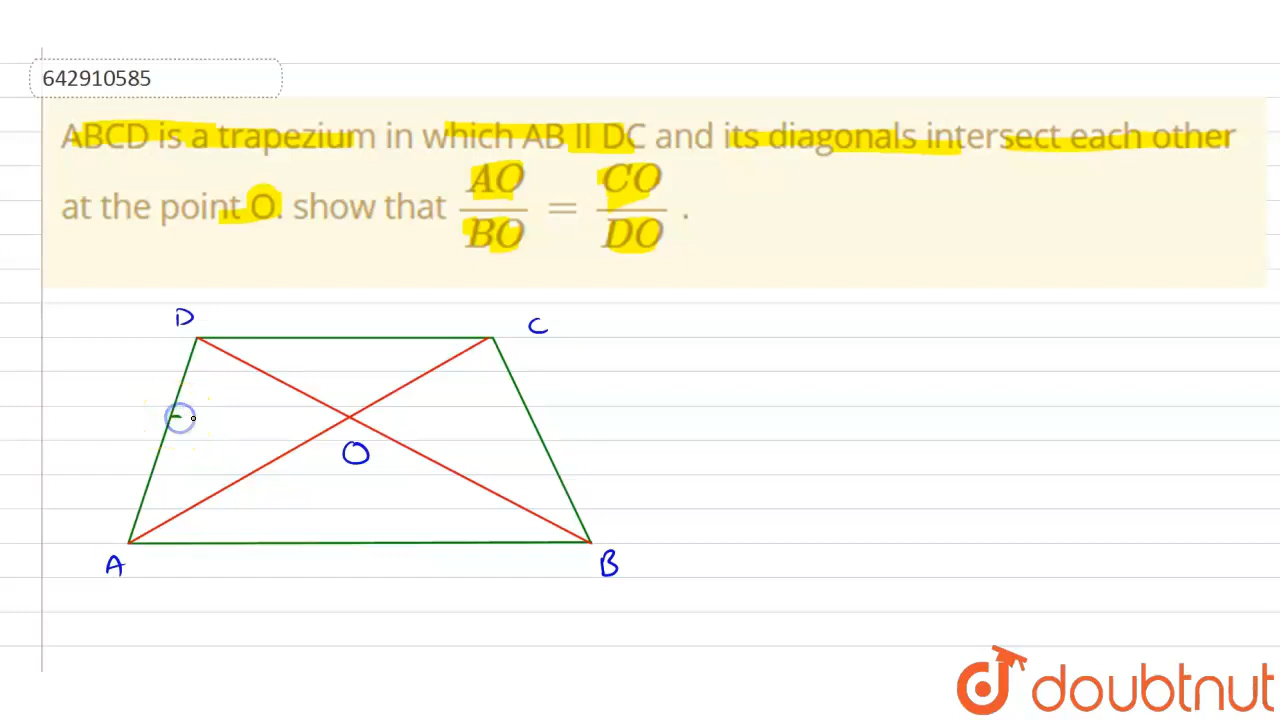 642910585
ABCD is a trapezium in which AB II DC and its diagonals intersect each other
at the point O. show that AO/BO = CO/DO .
D
C
O
A
B
doubtnut